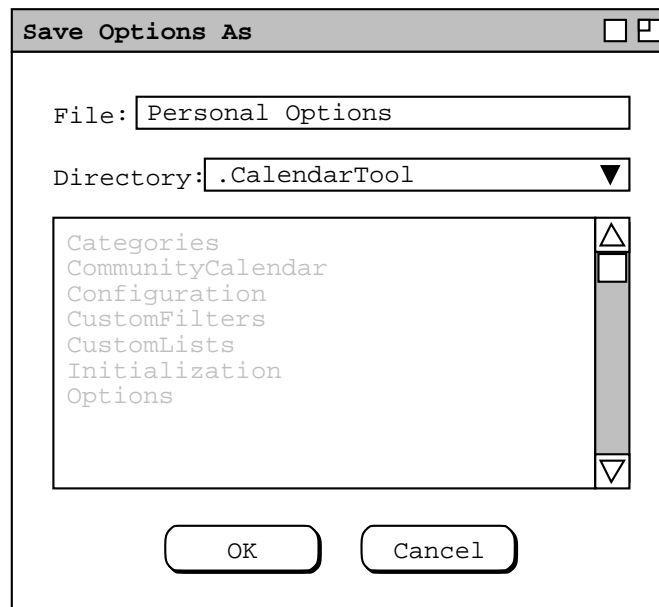 Save Options As
File: Personal Options
Directory: .CalendarTool
Categories
CommunityCalendar
Configuration
CustomFilters
CustomLists
Initialization
Options
OK Cancel